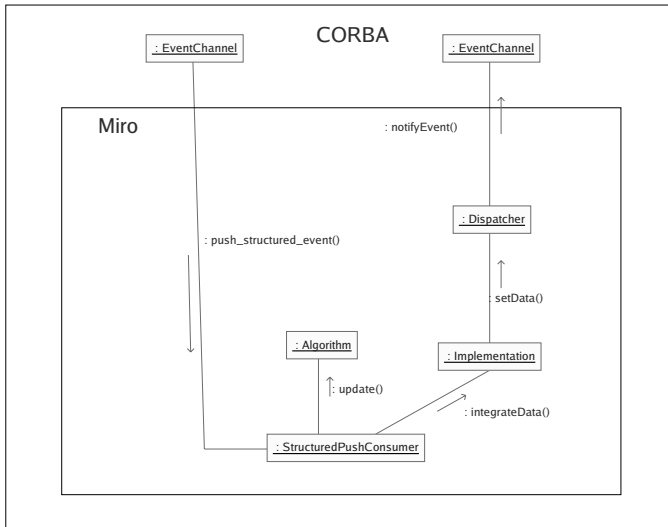 CORBA
: EventChannel
: EventChannel
Miro
: notifyEvent()
: Dispatcher
: push_structured_event()
: setData()
: Algorithm
: Implementation
: update()
: integrateData()
: StructuredPushConsumer